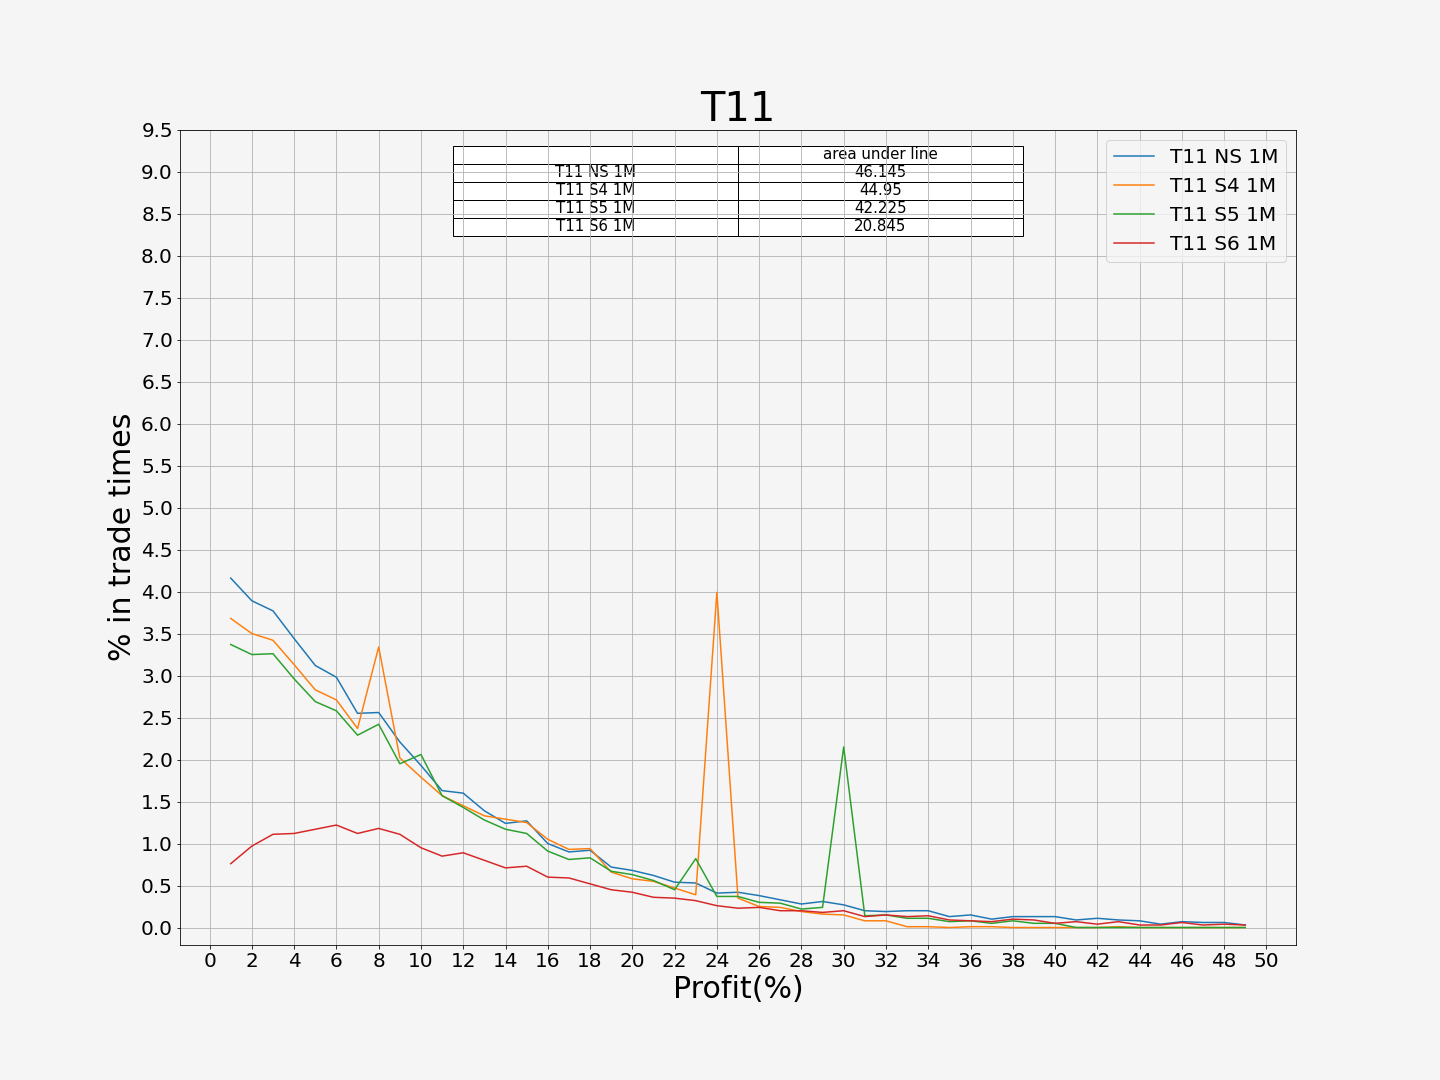 T11
area under line
T11 NS 1M 46.145
T11 S4 1M 44.95
T11 S5 1M 42.225
T11 S6 1M 20.845
T11 NS 1M
T11 S4 1M
T11 S5 1M
T11 S6 1M
9.5
9.0
8.5
8.0
7.5
7.0
6.5
6.0
5.5
5.0
4.5
4.0
3.5
3.0
2.5
2.0
1.5
1.0
0.5
0.0
% in trade times
0 2 4 6 8 10 12 14 16 18 20 22 24 26 28 30 32 34 36 38 40 42 44 46 48 50
Profit(%)